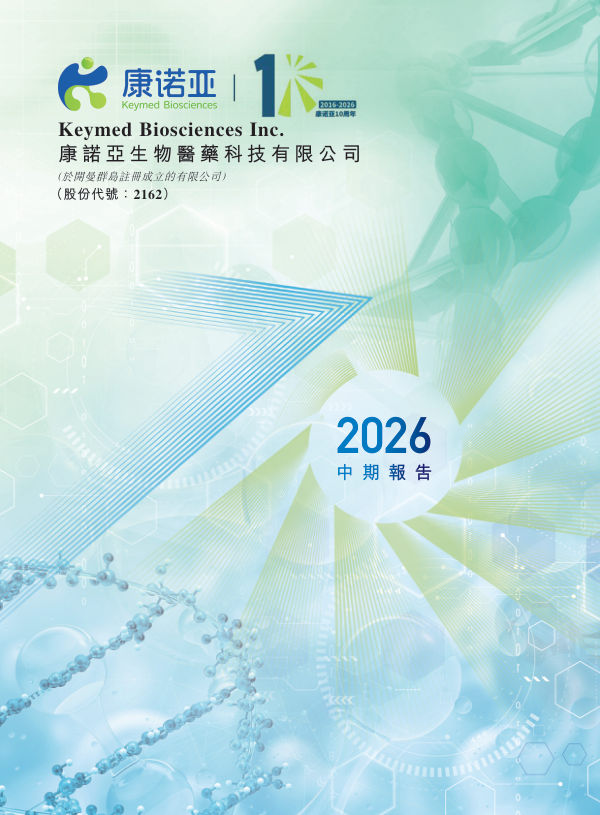 康诺亚
Keymed Biosciences
10
2016-2026
康诺亚10周年
Keymed Biosciences Inc.
康諾亞生物醫藥科技有限公司
(於開曼群島註冊成立的有限公司)
(股份代號：2162)
2026
中期報告